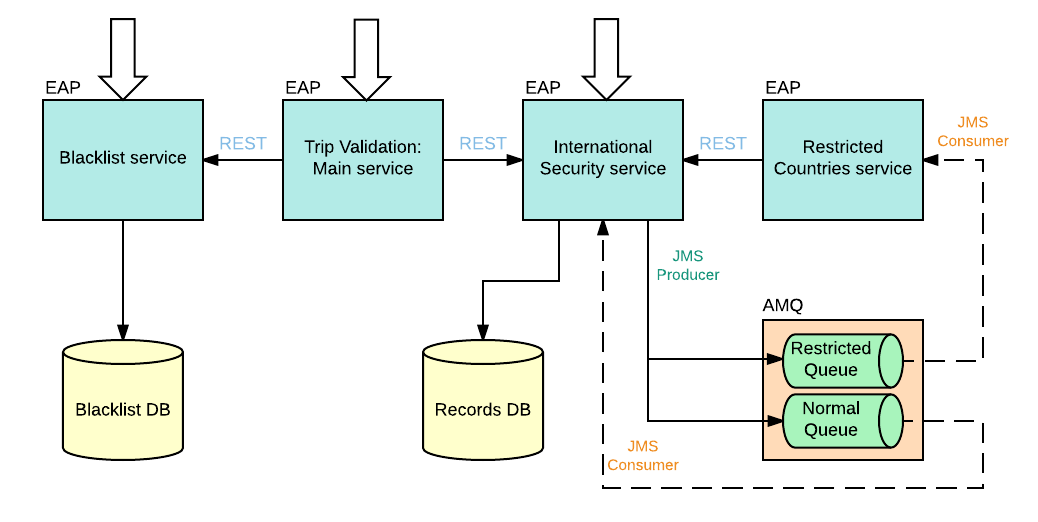 EAP
EAP
EAP
EAP
Blacklist service
REST
Trip Validation:
Main service
REST
International
Security service
REST
Restricted
Countries service
JMS
Consumer
JMS
Producer
AMQ
Restricted
Queue
Normal
Queue
Blacklist DB
Records DB
JMS
Consumer